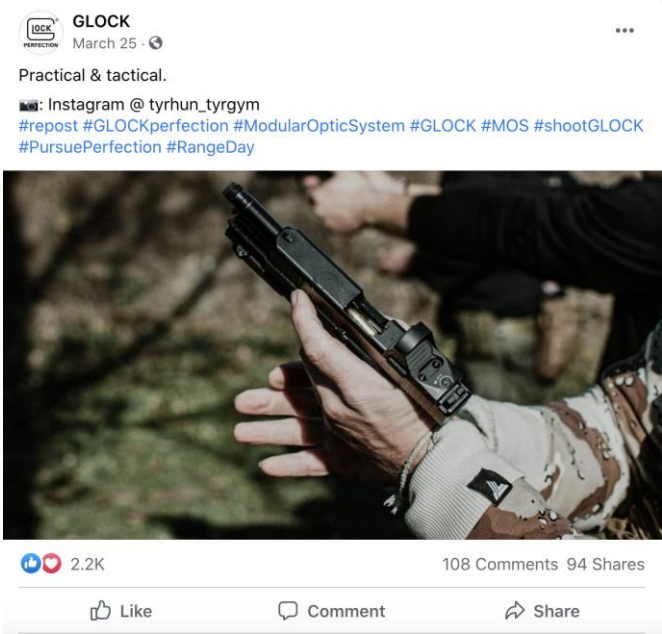 GLOCK
PERFECTION
GLOCK
March 25 ·
Practical & tactical.
📷: Instagram @ tyrhun_tyrgym
#repost #GLOCKperfection #ModularOpticSystem #GLOCK #MOS #shootGLOCK
#PursuePerfection #RangeDay
2.2K
108 Comments 94 Shares
Like
Comment
Share